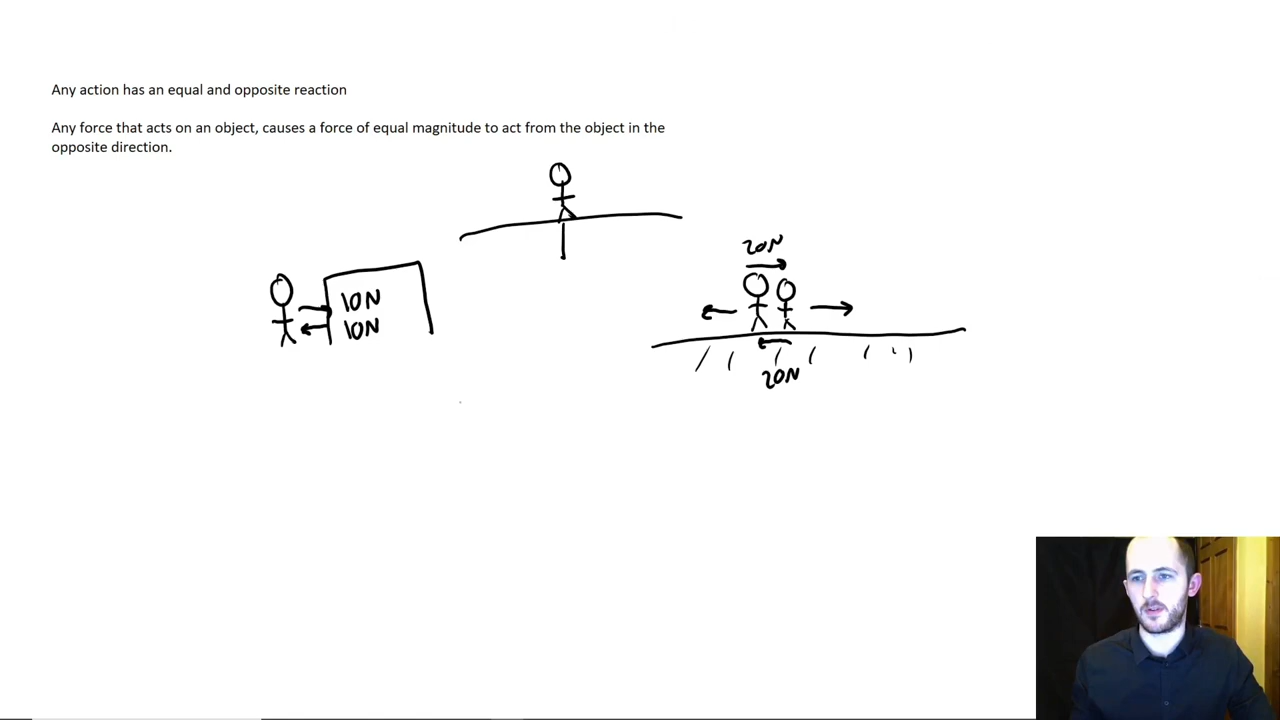 Any action has an equal and opposite reaction
Any force that acts on an object, causes a force of equal magnitude to act from the object in the
opposite direction.
20N
10N
10N
20N